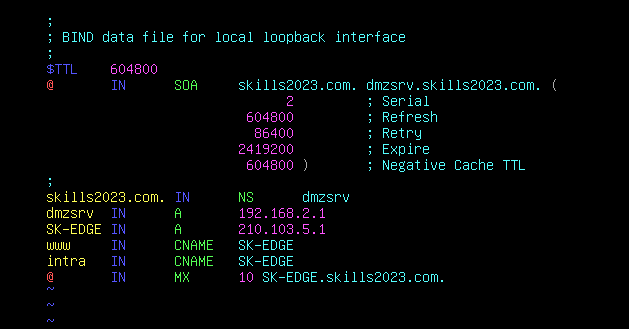 ;
; BIND data file for local loopback interface
;
$TTL    604800
@       IN      SOA     skills2023.com. dmzsrv.skills2023.com. (
                              2         ; Serial
                         604800         ; Refresh
                          86400         ; Retry
                        2419200         ; Expire
                         604800 )       ; Negative Cache TTL
;
skills2023.com. IN      NS      dmzsrv
dmzsrv  IN      A       192.168.2.1
SK-EDGE IN      A       210.103.5.1
www     IN      CNAME   SK-EDGE
intra   IN      CNAME   SK-EDGE
@       IN      MX      10 SK-EDGE.skills2023.com.
~
~
~